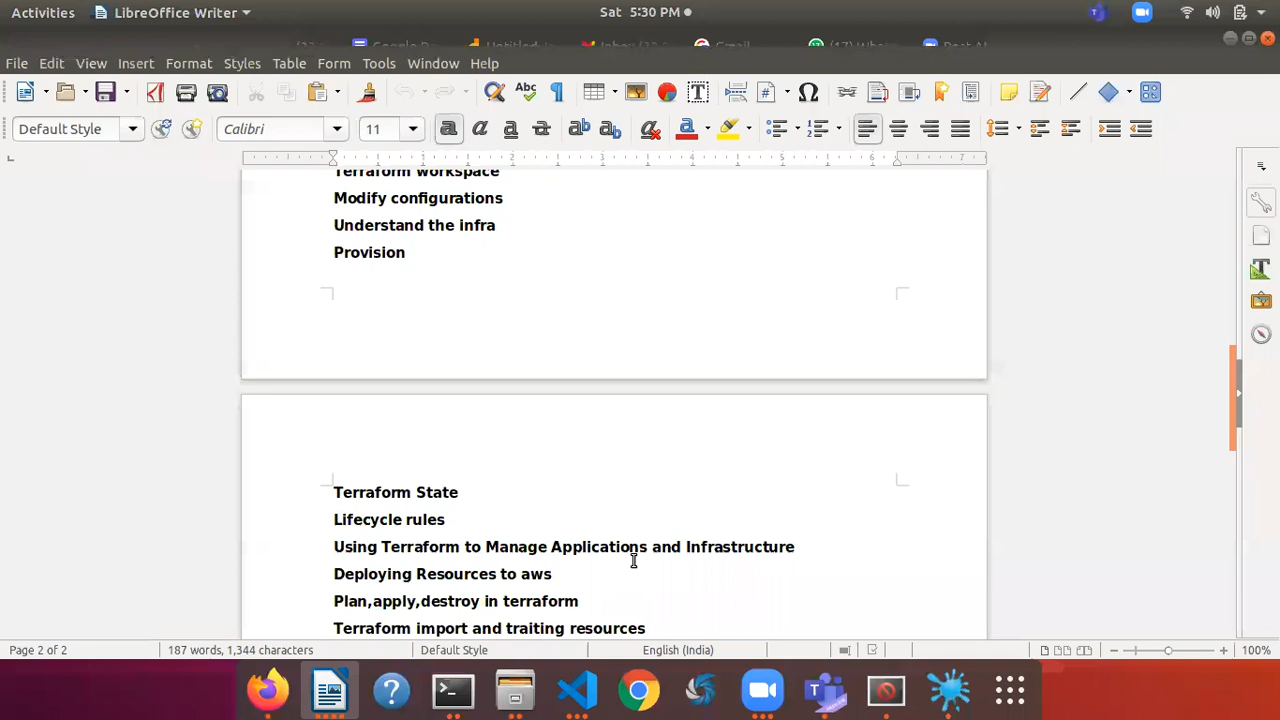 Activities LibreOffice Writer Sat 5:30 PM
File Edit View Insert Format Styles Table Form Tools Window Help
Default Style Calibri 11
Terraform workspace
Modify configurations
Understand the infra
Provision
Terraform State
Lifecycle rules
Using Terraform to Manage Applications and Infrastructure
Deploying Resources to aws
Plan,apply,destroy in terraform
Terraform import and traiting resources
Page 2 of 2 187 words, 1,344 characters Default Style English (India) 100%